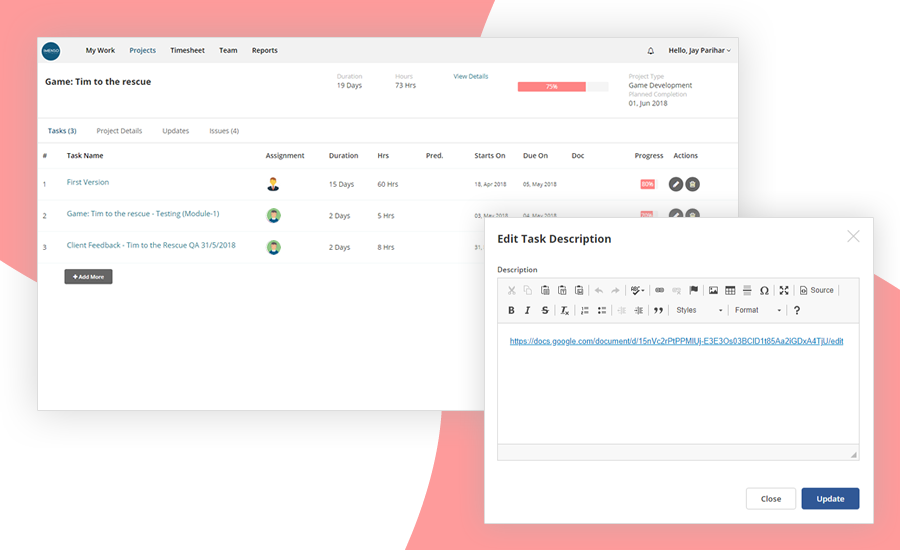 My Work Projects Timesheet Team Reports Hello, Jay Parihar
Game: Tim to the rescue
Duration Hours View Details
19 Days 73 Hrs
75%
Project Type
Game Development
Planned Completion
01, Jun 2018
Tasks (3) Project Details Updates Issues (4)
# Task Name Assignment Duration Hrs Pred. Starts On Due On Doc Progress Actions
1 First Version 15 Days 60 Hrs 18, Apr 2018 05, May 2018 80%
2 Game: Tim to the rescue - Testing (Module-1) 2 Days 5 Hrs 03, May 2018 04, May 2018
3 Client Feedback - Tim to the Rescue QA 31/5/2018 2 Days 8 Hrs 31,
+ Add More
Edit Task Description
Description
Source
B I S Tx Styles Format ?
https://docs.google.com/document/d/15nVc2rPtPPMIUj-E3E3Os03BClD1t85Aa2iGDxA4TjU/edit
Close Update